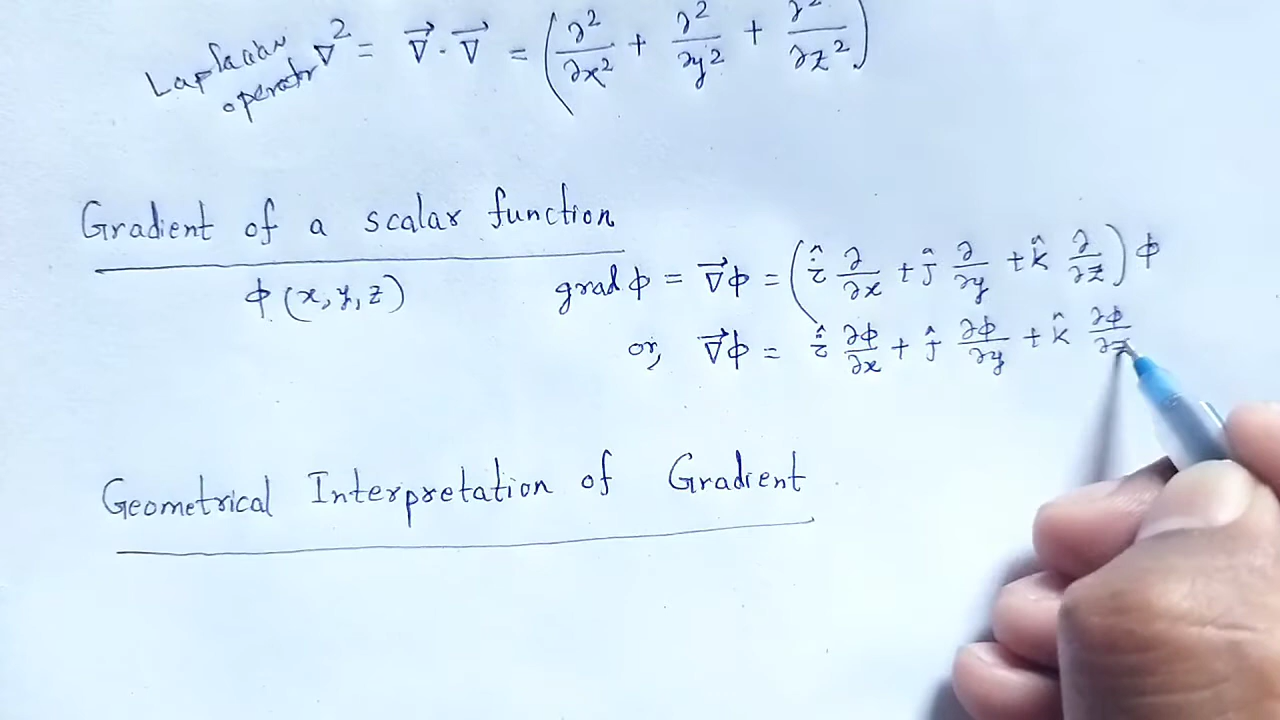 Laplacian operator ∇² = ∇⃗ . ∇⃗ = (∂²/∂x² + ∂²/∂y² + ∂²/∂z²)
Gradient of a scalar function
ϕ (x, y, z)
grad ϕ = ∇⃗ϕ = (î ∂/∂x + ĵ ∂/∂y + k̂ ∂/∂z) ϕ
or, ∇⃗ϕ = î ∂ϕ/∂x + ĵ ∂ϕ/∂y + k̂ ∂ϕ/∂z
Geometrical Interpretation of Gradient